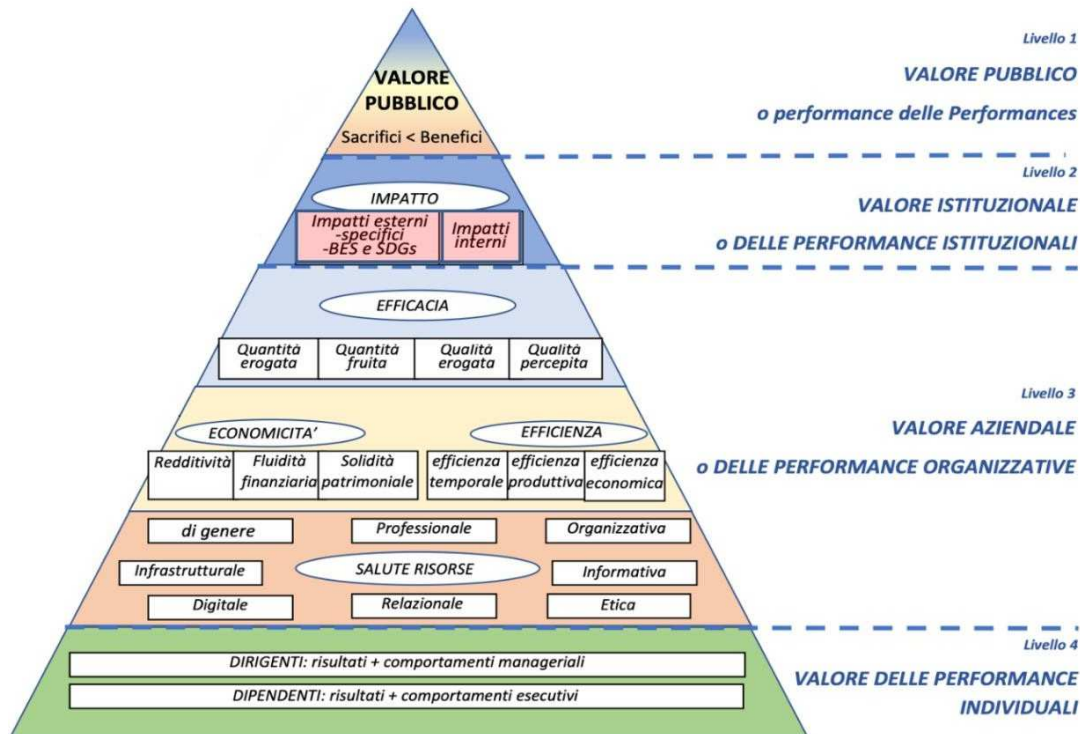 VALORE
PUBBLICO
Sacrifici < Benefici
Livello 1
VALORE PUBBLICO
o performance delle Performances
IMPATTO
Impatti esterni
-specifici
-BES e SDGs
Impatti
interni
Livello 2
VALORE ISTITUZIONALE
o DELLE PERFORMANCE ISTITUZIONALI
EFFICACIA
Quantità
erogata
Quantità
fruita
Qualità
erogata
Qualità
percepita
ECONOMICITA’
Redditività
Fluidità
finanziaria
Solidità
patrimoniale
EFFICIENZA
efficienza
temporale
efficienza
produttiva
efficienza
economica
Livello 3
VALORE AZIENDALE
o DELLE PERFORMANCE ORGANIZZATIVE
di genere
Professionale
Organizzativa
Infrastrutturale
SALUTE RISORSE
Informativa
Digitale
Relazionale
Etica
DIRIGENTI: risultati + comportamenti manageriali
DIPENDENTI: risultati + comportamenti esecutivi
Livello 4
VALORE DELLE PERFORMANCE
INDIVIDUALI